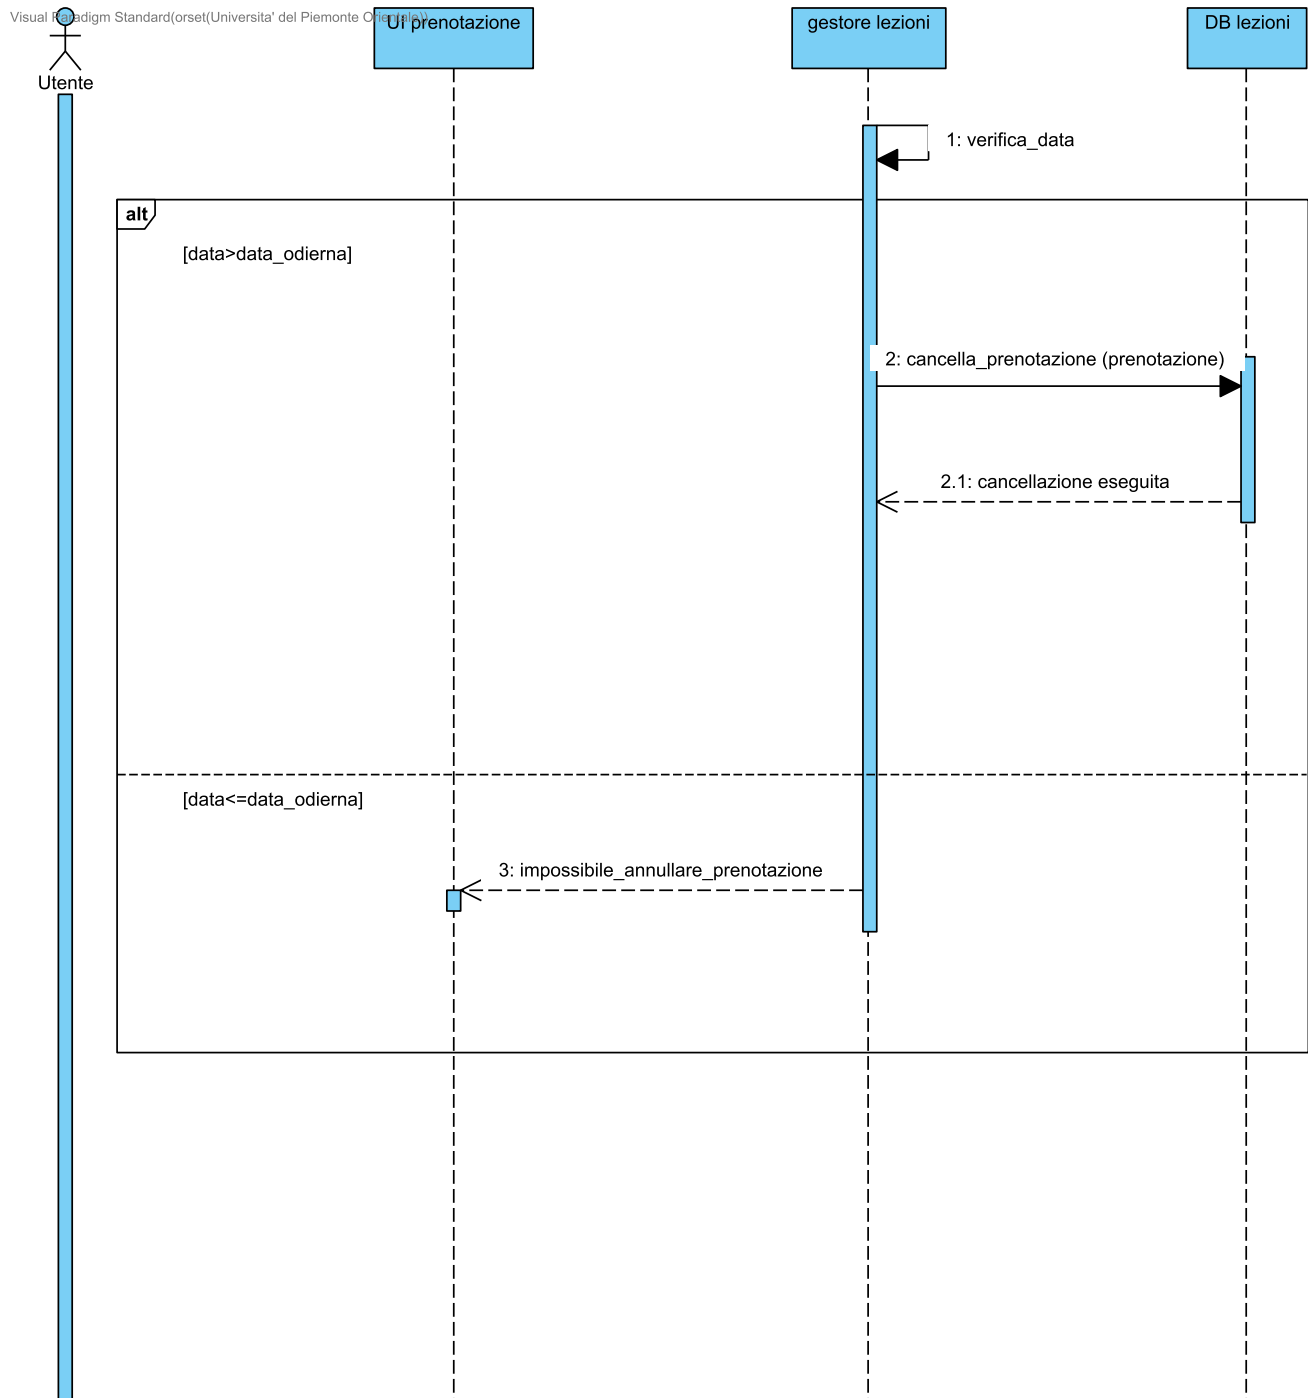 Visual Paradigm Standard(orset(Universita' del Piemonte Orientale))
Utente
UI prenotazione
gestore lezioni
DB lezioni
1: verifica_data
alt
[data>data_odierna]
2: cancella_prenotazione (prenotazione)
2.1: cancellazione eseguita
[data<=data_odierna]
3: impossibile_annullare_prenotazione